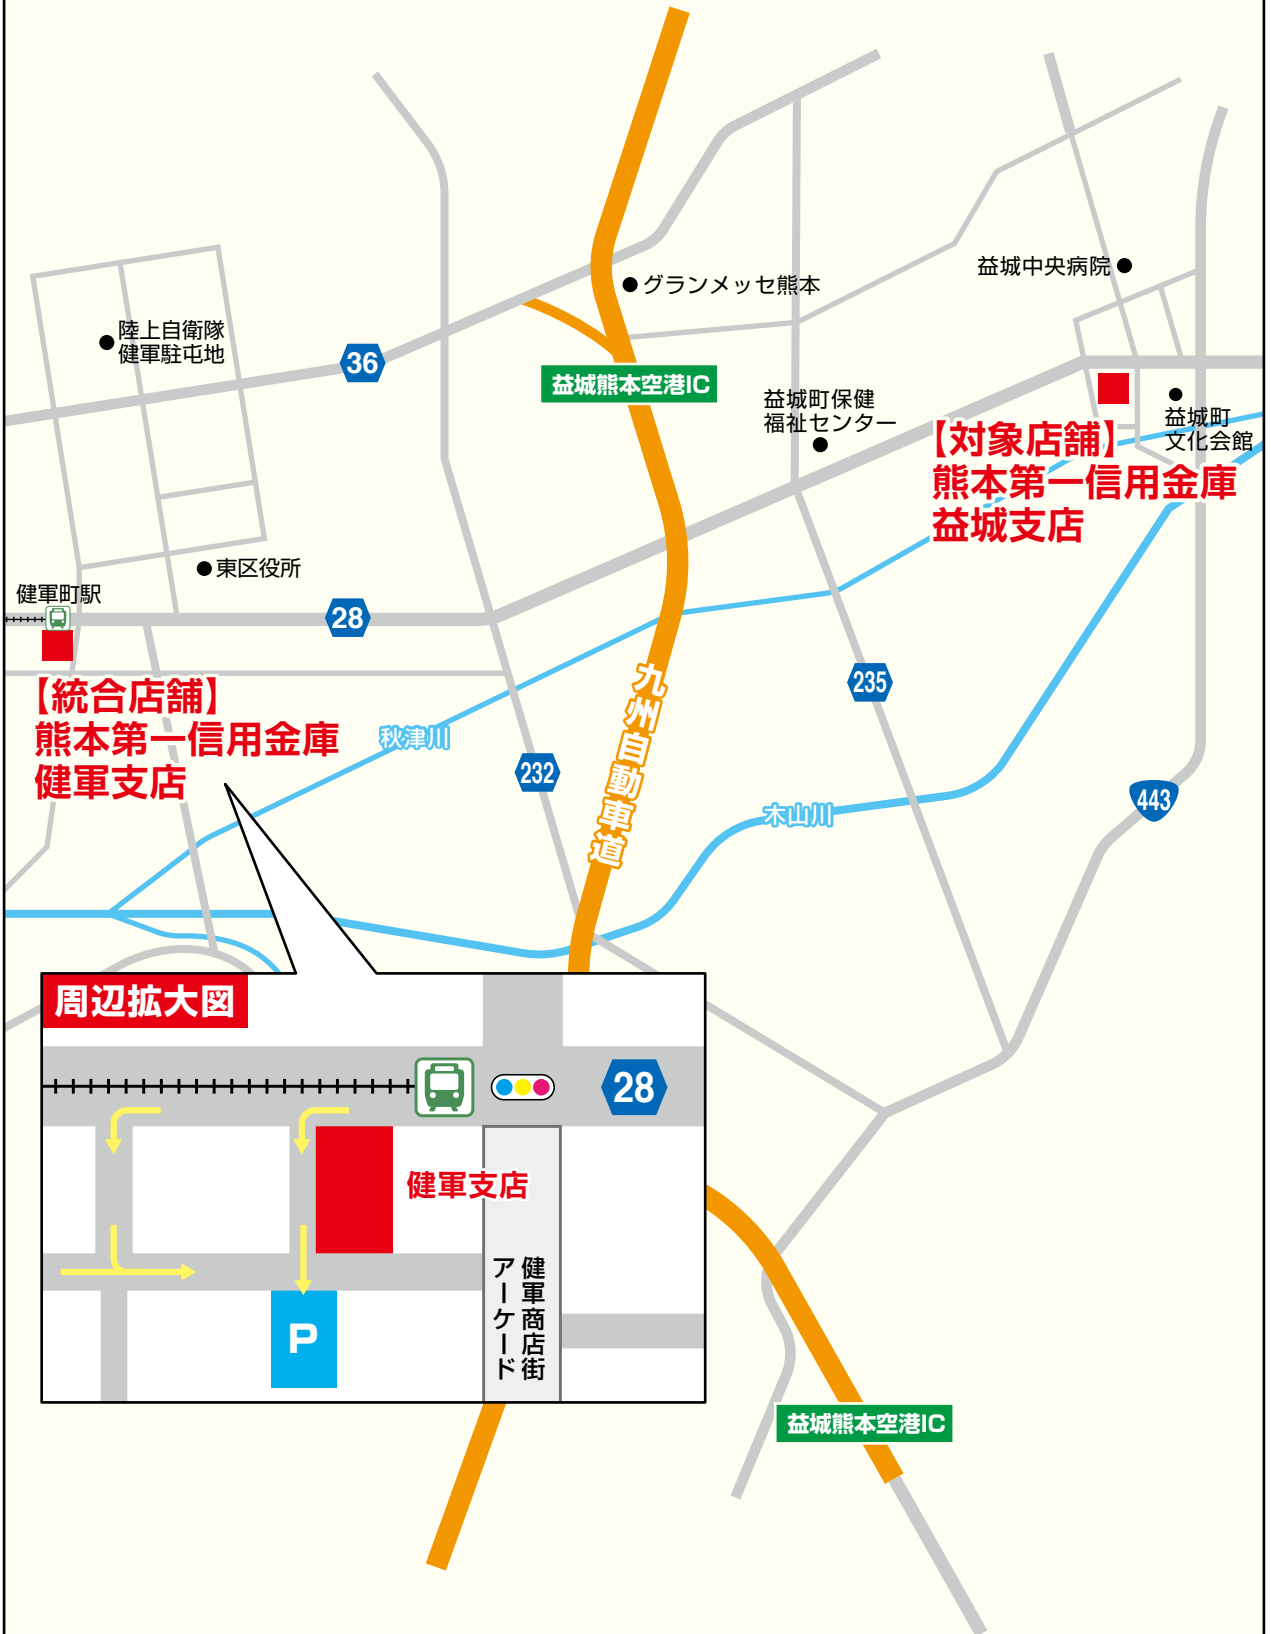 益城中央病院
グランメッセ熊本
陸上自衛隊
健軍駐屯地
36
益城熊本空港IC
益城町保健
福祉センター
益城町
文化会館
【対象店舗】
熊本第一信用金庫
益城支店
東区役所
健軍町駅
28
【統合店舗】
熊本第一信用金庫
健軍支店
秋津川
九州自動車道
235
232
木山川
443
周辺拡大図
28
健軍支店
健軍商店街
アーケード
P
益城熊本空港IC